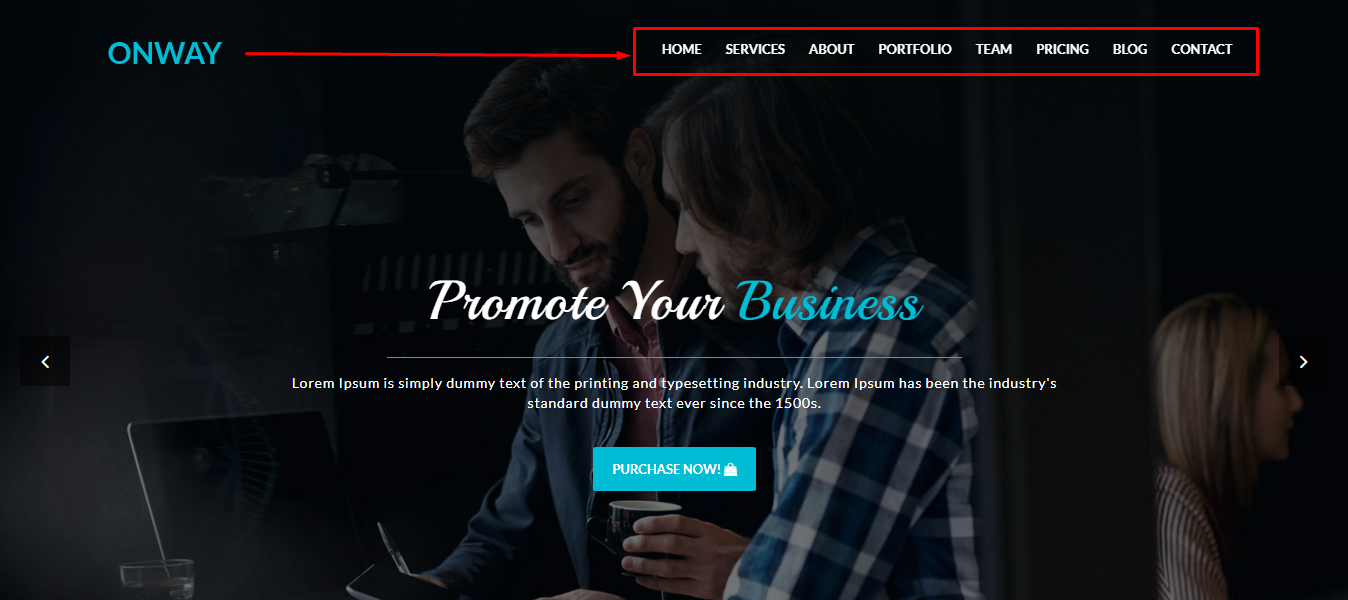 ONWAY
HOME SERVICES ABOUT PORTFOLIO TEAM PRICING BLOG CONTACT
Promote Your Business
Lorem Ipsum is simply dummy text of the printing and typesetting industry. Lorem Ipsum has been the industry's
standard dummy text ever since the 1500s.
PURCHASE NOW!